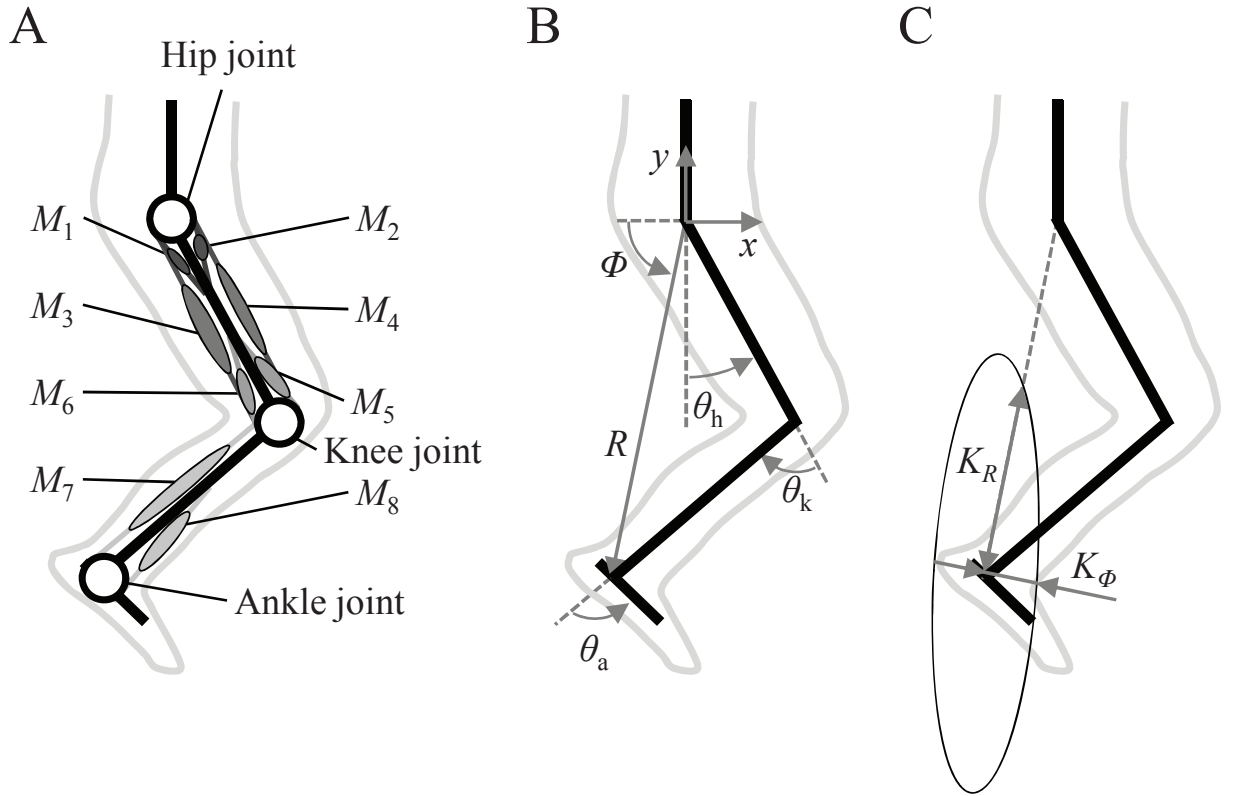 A
Hip joint
M1
M2
M3
M4
M6
M5
Knee joint
M7
M8
Ankle joint
B
y
x
Φ
θh
R
θk
θa
C
KR
KΦ